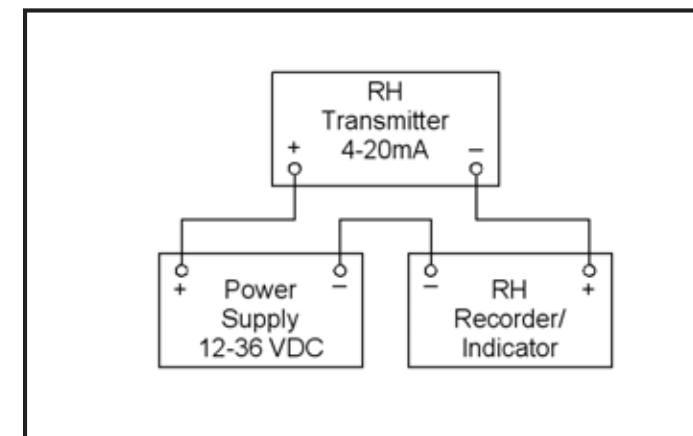 RH
Transmitter
+ 4-20mA –
+ Power –
Supply
12-36 VDC
– RH +
Recorder/
Indicator